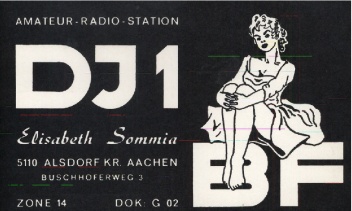 AMATEUR-RADIO-STATION
DJ1
BF
Elisabeth Sommia
5110 ALSDORF KR. AACHEN
BUSCHHOFERWEG 3
ZONE 14 DOK: G 02